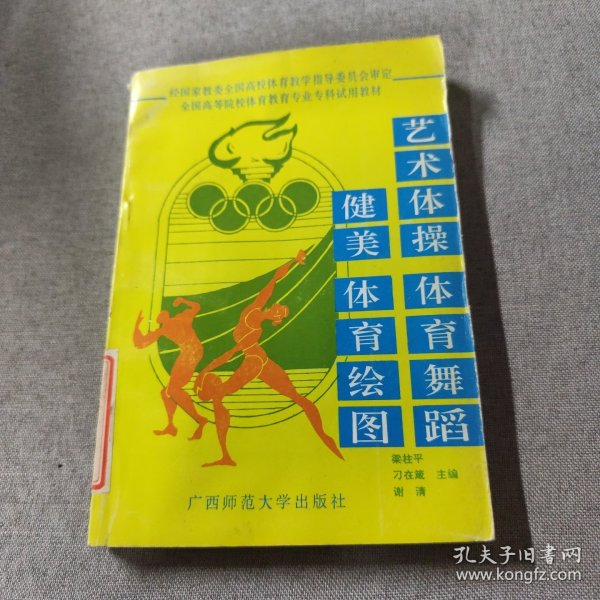 经国家教委全国高校体育教学指导委员会审定
全国高等院校体育教育专业专科试用教材
艺术体操 体育舞蹈
健美 体育绘图
梁柱平
刁在箴 主编
谢清
广西师范大学出版社
孔夫子旧书网
www.kongfz.com